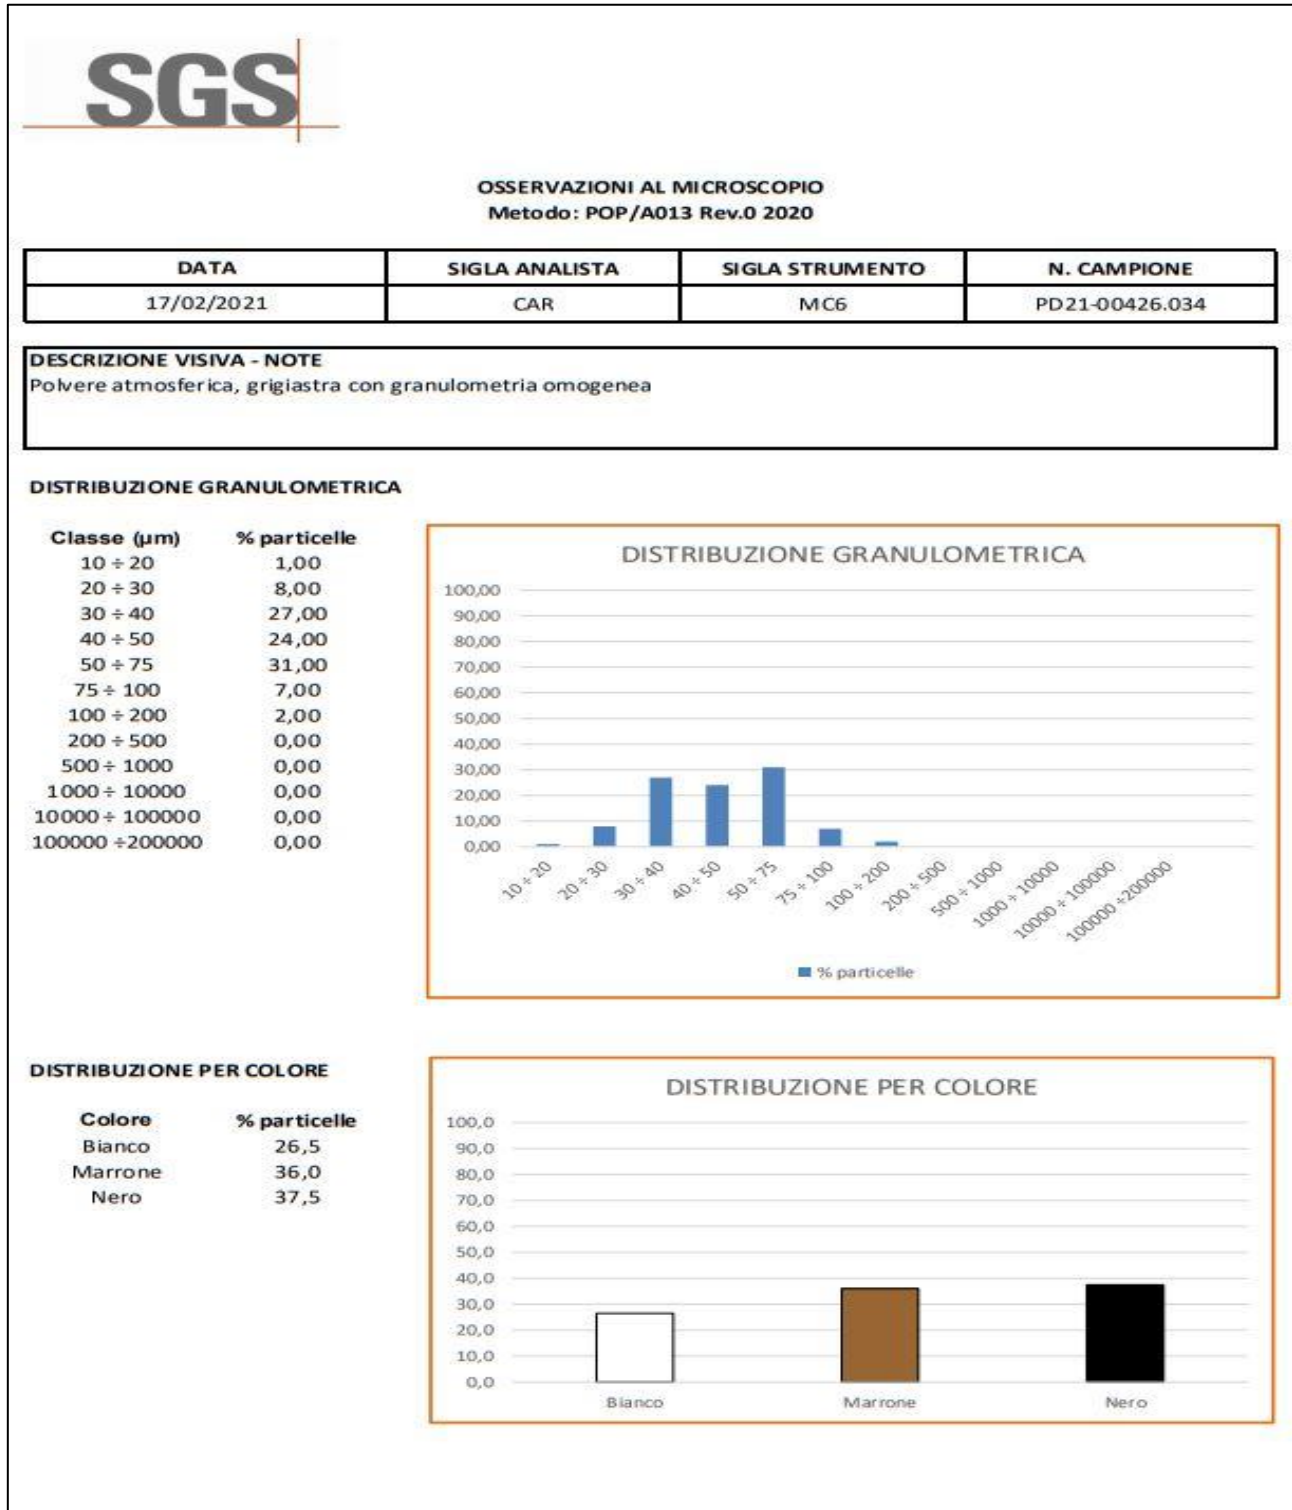 SGS
OSSERVAZIONI AL MICROSCOPIO
Metodo: POP/A013 Rev.0 2020
DATA SIGLA ANALISTA SIGLA STRUMENTO N. CAMPIONE
17/02/2021 CAR MC6 PD21-00426.034
DESCRIZIONE VISIVA - NOTE
Polvere atmosferica, grigiastra con granulometria omogenea
DISTRIBUZIONE GRANULOMETRICA
Classe (µm) % particelle
10 ÷ 20 1,00
20 ÷ 30 8,00
30 ÷ 40 27,00
40 ÷ 50 24,00
50 ÷ 75 31,00
75 ÷ 100 7,00
100 ÷ 200 2,00
200 ÷ 500 0,00
500 ÷ 1000 0,00
1000 ÷ 10000 0,00
10000 ÷ 100000 0,00
100000 ÷200000 0,00
DISTRIBUZIONE GRANULOMETRICA
100,00
90,00
80,00
70,00
60,00
50,00
40,00
30,00
20,00
10,00
0,00
10 ÷ 20 20 ÷ 30 30 ÷ 40 40 ÷ 50 50 ÷ 75 75 ÷ 100 100 ÷ 200 200 ÷ 500 500 ÷ 1000 1000 ÷ 10000 10000 ÷ 100000 100000 ÷200000
% particelle
DISTRIBUZIONE PER COLORE
Colore % particelle
Bianco 26,5
Marrone 36,0
Nero 37,5
DISTRIBUZIONE PER COLORE
100,0
90,0
80,0
70,0
60,0
50,0
40,0
30,0
20,0
10,0
0,0
Bianco Marrone Nero